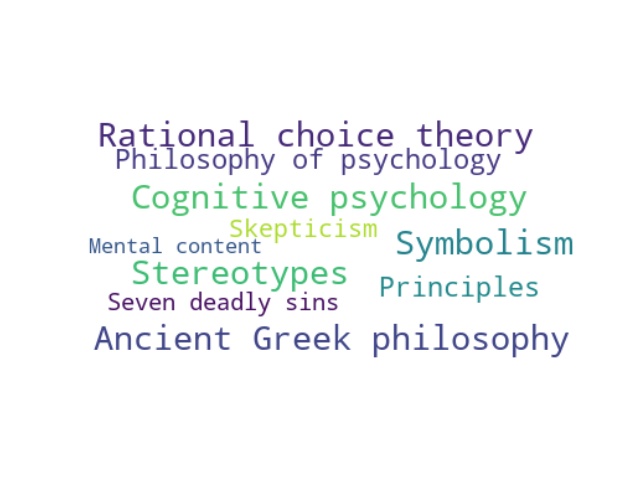 Rational choice theory
Philosophy of psychology
Cognitive psychology
Skepticism
Mental content
Symbolism
Stereotypes
Principles
Seven deadly sins
Ancient Greek philosophy